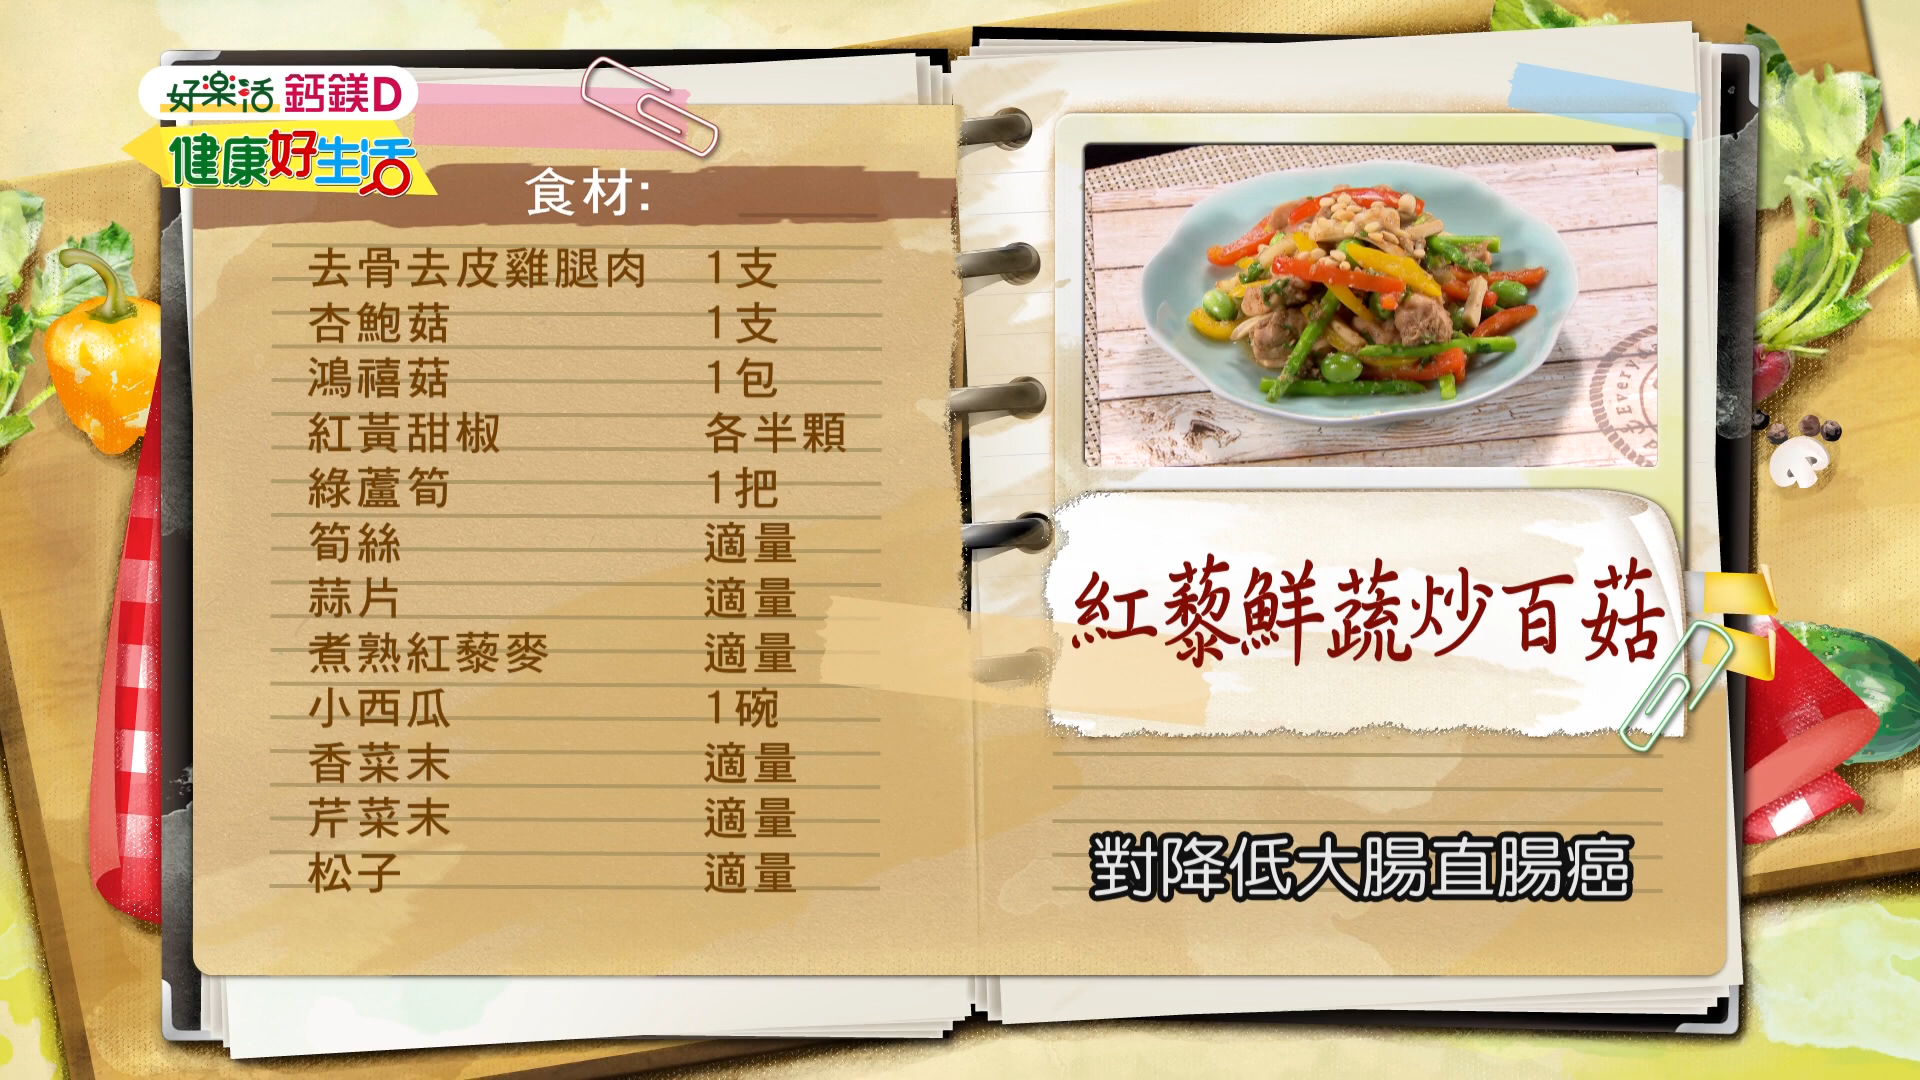 好樂活 鈣鎂D
健康好生活
食材:
去骨去皮雞腿肉 1支
杏鮑菇 1支
鴻禧菇 1包
紅黃甜椒 各半顆
綠蘆筍 1把
筍絲 適量
蒜片 適量
煮熟紅藜麥 適量
小西瓜 1碗
香菜末 適量
芹菜末 適量
松子 適量
Every
紅藜鮮蔬炒百菇
對降低大腸直腸癌